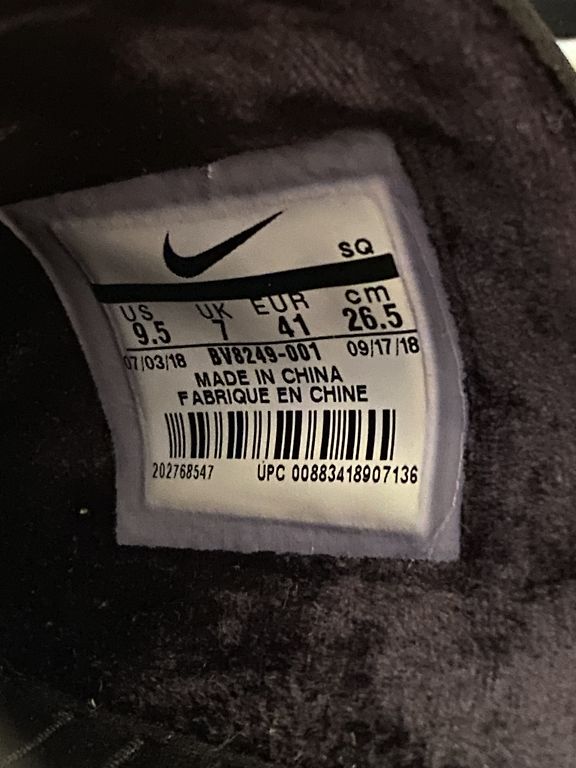 SQ
US UK EUR cm
9.5 7 41 26.5
07/03/18 BV8249-001 09/17/18
MADE IN CHINA
FABRIQUE EN CHINE
202768547 UPC 00883418907136